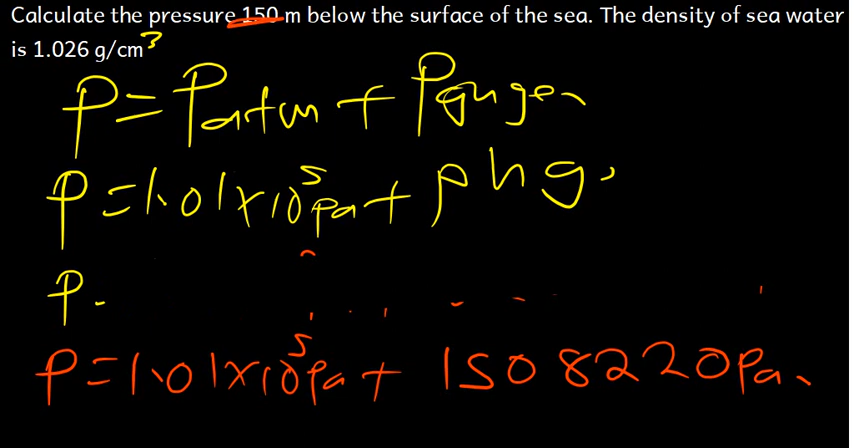 Calculate the pressure 150 m below the surface of the sea. The density of sea water
is 1.026 g/cm³
P = Patm + Pgauge
P = 1.01 × 10⁵ Pa + ρhg
P =
P = 1.01 × 10⁵ Pa + 1508220 Pa.